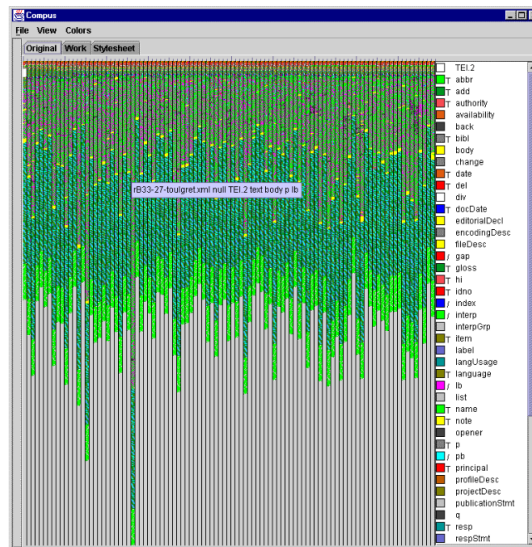 Compus
File View Colors
Original Work Stylesheet
rB33-27-toulgret.xml null TEI.2 text body p lb
TEI.2
T abbr
T add
T authority
availability
back
T bibl
body
change
T date
T del
div
T docDate
editorialDecl
encodingDesc
fileDesc
/ gap
T gloss
T hi
T idno
/ index
/ interp
interpGrp
T item
label
langUsage
T language
/ lb
list
T name
T note
opener
T p
/ pb
T principal
profileDesc
projectDesc
publicationStmt
q
T resp
respStmt